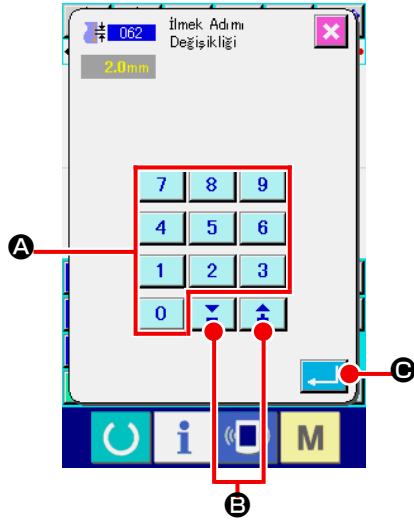 062 İlmek Adımı
Değişikliği
2.0mm
7 8 9
A
4 5 6
1 2 3
0
C
i M
B